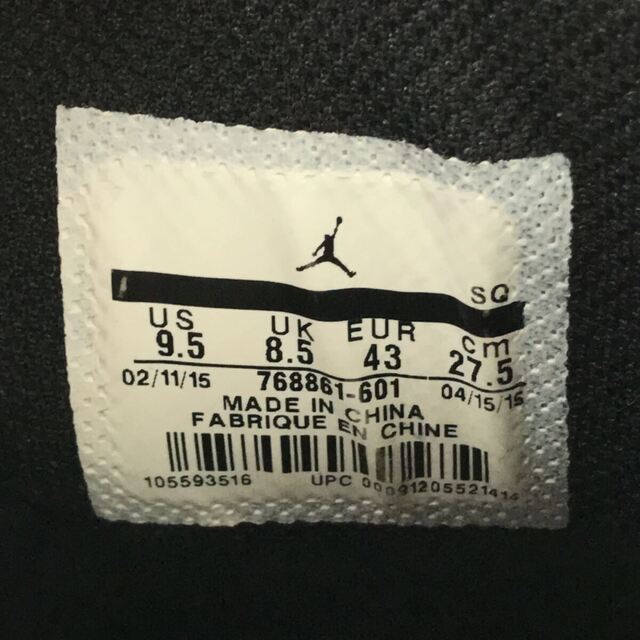 SQ
US UK EUR cm
9.5 8.5 43 27.5
02/11/15 768861-601 04/15/15
MADE IN CHINA
FABRIQUE EN CHINE
105593516 UPC 00091205521414